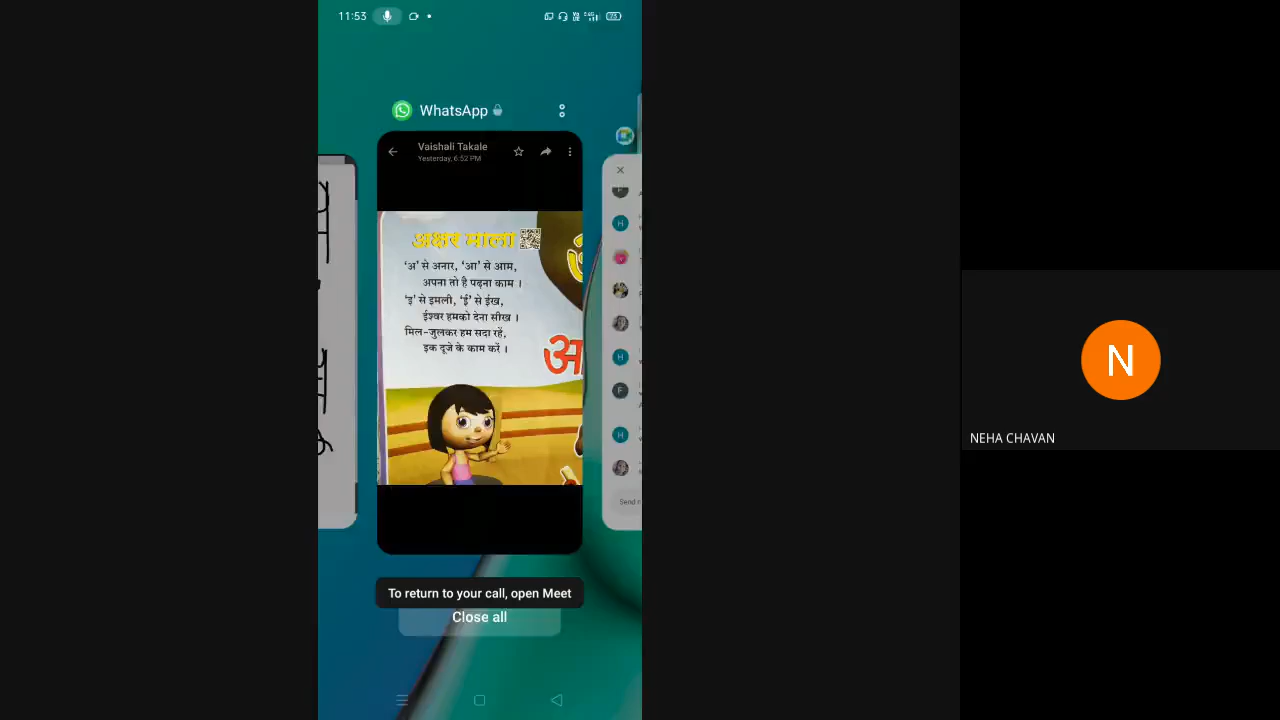 11:53
WhatsApp
Vaishali Takale
Yesterday, 6:52 PM
अक्षर माला
'अ' से अनार, 'आ' से आम,
अपना तो है पढ़ना काम ।
'इ' से इमली, 'ई' से ईख,
ईश्वर हमको देना सीख ।
मिल-जुलकर हम सदा रहें,
इक दूजे के काम करें ।
अ
H
H
F
H
Send
To return to your call, open Meet
Close all
N
NEHA CHAVAN